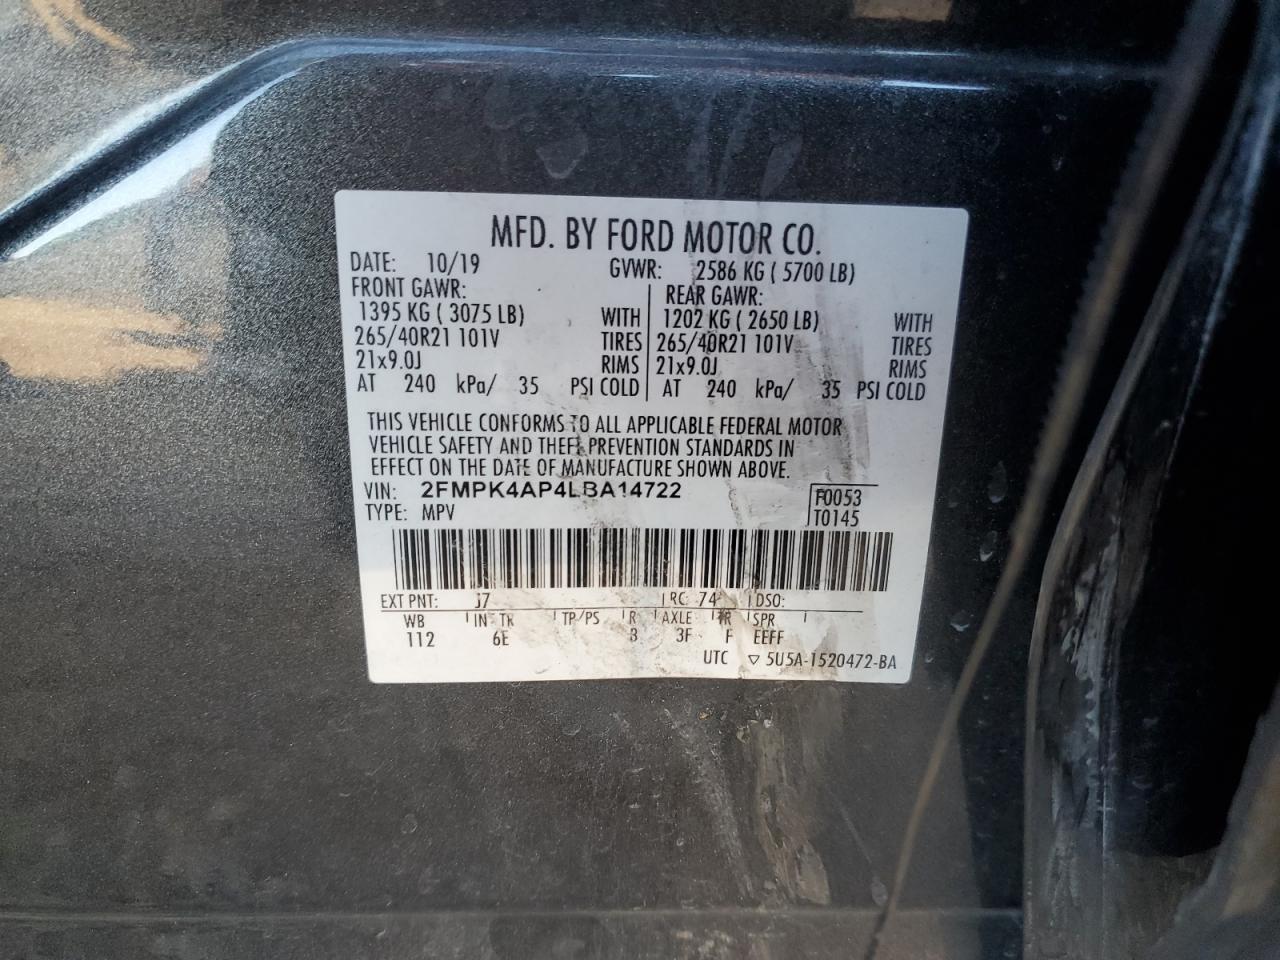 MFD. BY FORD MOTOR CO.
DATE: 10/19 GVWR: 2586 KG ( 5700 LB)
FRONT GAWR: REAR GAWR:
1395 KG ( 3075 LB) WITH 1202 KG ( 2650 LB) WITH
265/40R21 101V TIRES 265/40R21 101V TIRES
21x9.0J RIMS 21x9.0J RIMS
AT 240 kPa/ 35 PSI COLD AT 240 kPa/ 35 PSI COLD
THIS VEHICLE CONFORMS TO ALL APPLICABLE FEDERAL MOTOR
VEHICLE SAFETY AND THEFT PREVENTION STANDARDS IN
EFFECT ON THE DATE OF MANUFACTURE SHOWN ABOVE.
VIN: 2FMPK4AP4LBA14722 F0053
TYPE: MPV T0145
EXT PNT: J7 RC: 74 DSO:
WB INT TR TP/PS R AXLE TR SPR
112 6E 3F F EEFF
UTC ▽ 5U5A-1520472-BA